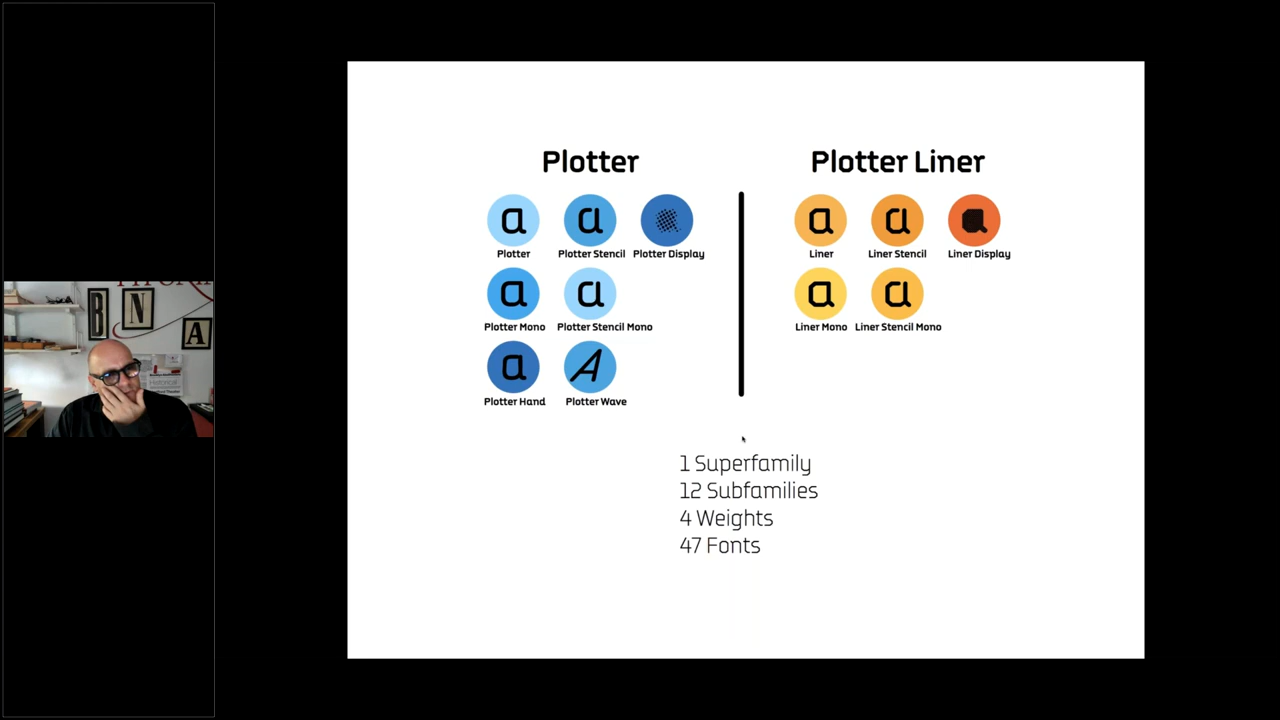 Plotter
a a a
Plotter Plotter Stencil Plotter Display
a a
Plotter Mono Plotter Stencil Mono
a A
Plotter Hand Plotter Wave
Plotter Liner
a a a
Liner Liner Stencil Liner Display
a a
Liner Mono Liner Stencil Mono
1 Superfamily
12 Subfamilies
4 Weights
47 Fonts
B N A
Historical